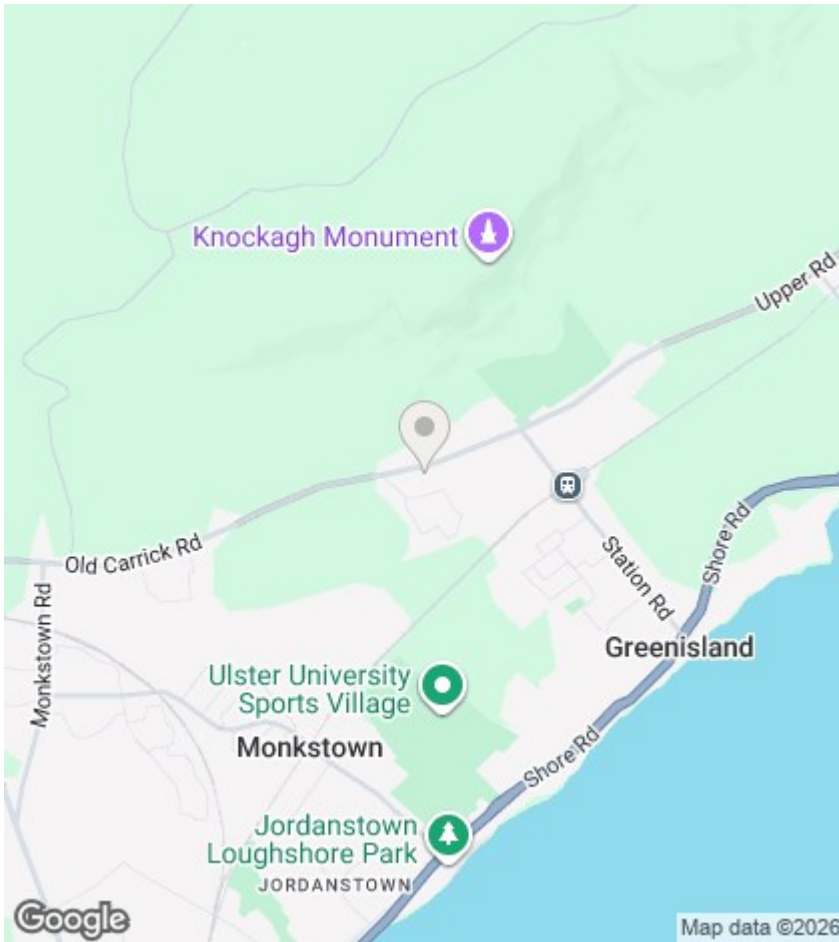 Knockagh Monument
Upper Rd
Old Carrick Rd
Shore Rd
Station Rd
Monkstown Rd
Greenisland
Ulster University
Sports Village
Monkstown
Shore Rd
Jordanstown
Loughshore Park
JORDANSTOWN
Google
Map data ©2026